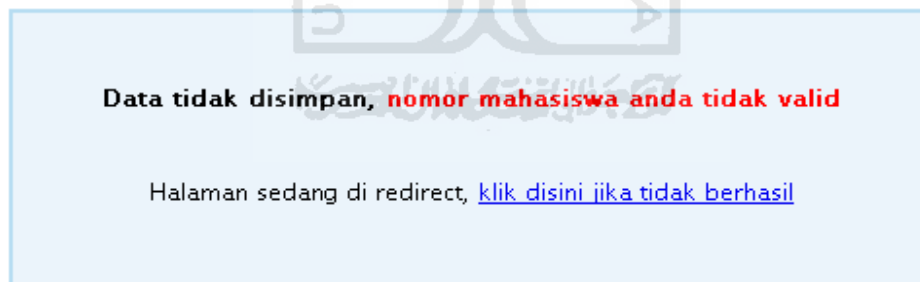 Data tidak disimpan, nomor mahasiswa anda tidak valid
Halaman sedang di redirect, klik disini jika tidak berhasil